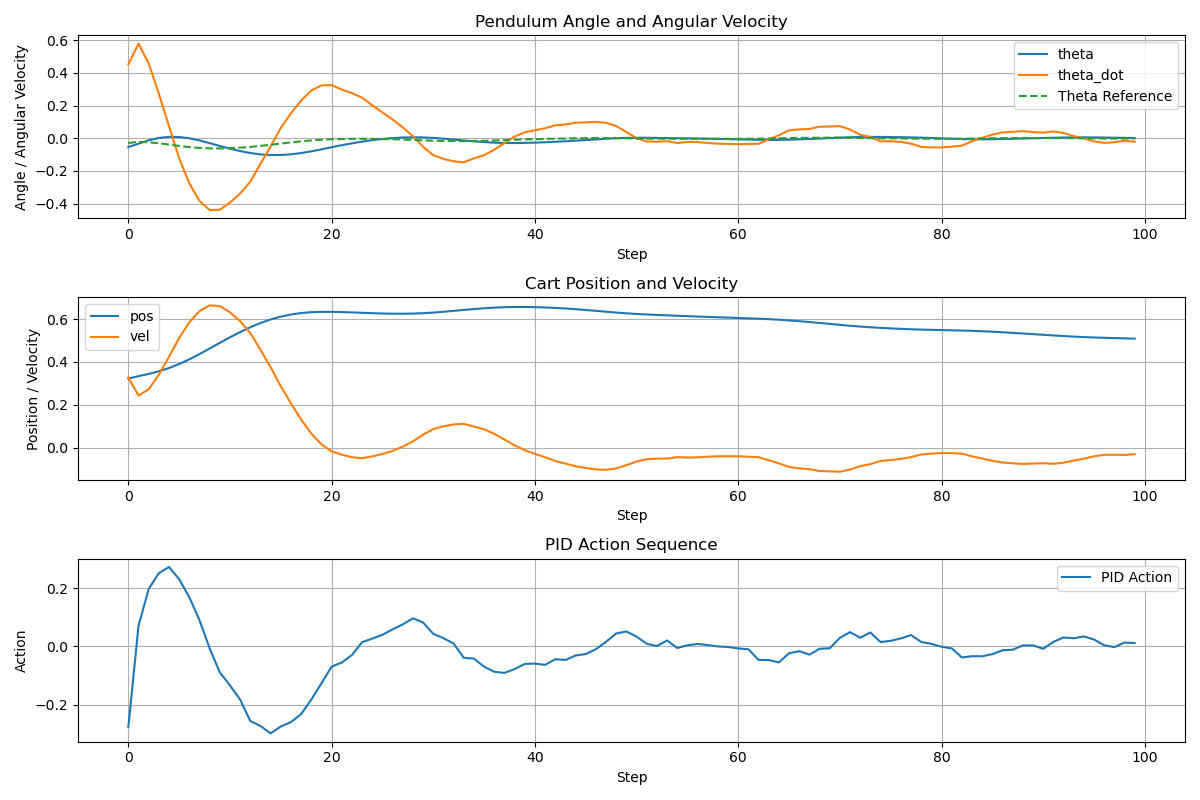 Pendulum Angle and Angular Velocity
Angle / Angular Velocity
0.6
0.4
0.2
0.0
−0.2
−0.4
theta
theta_dot
Theta Reference
0 20 40 60 80 100
Step
Cart Position and Velocity
Position / Velocity
0.6
0.4
0.2
0.0
pos
vel
0 20 40 60 80 100
Step
PID Action Sequence
Action
0.2
0.0
−0.2
PID Action
0 20 40 60 80 100
Step